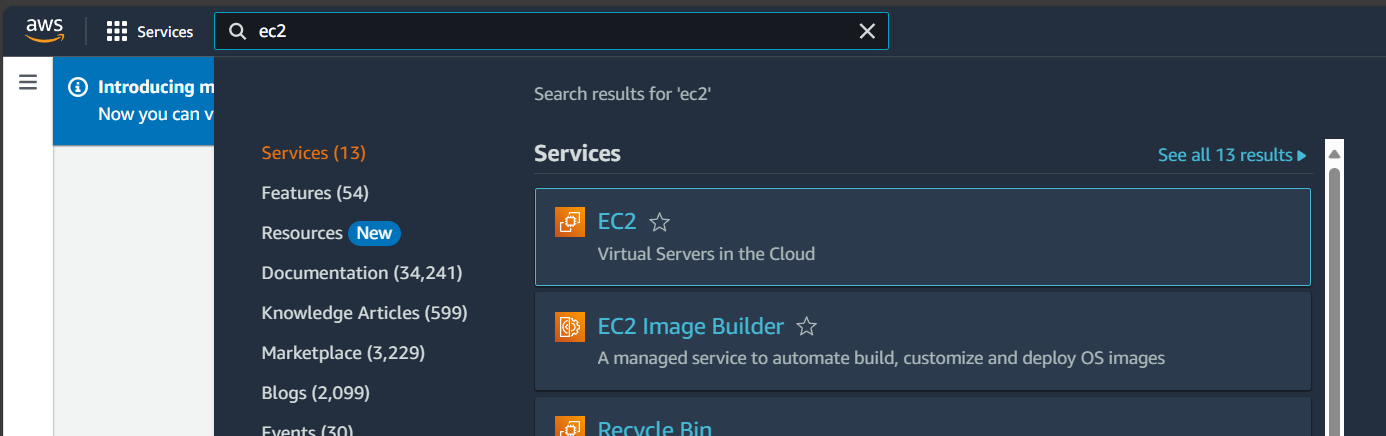 aws
Services
ec2
Introducing m
Now you can v
Search results for 'ec2'
Services (13)
Features (54)
Resources New
Documentation (34,241)
Knowledge Articles (599)
Marketplace (3,229)
Blogs (2,099)
Events (30)
Services
See all 13 results
EC2
Virtual Servers in the Cloud
EC2 Image Builder
A managed service to automate build, customize and deploy OS images
Recycle Bin